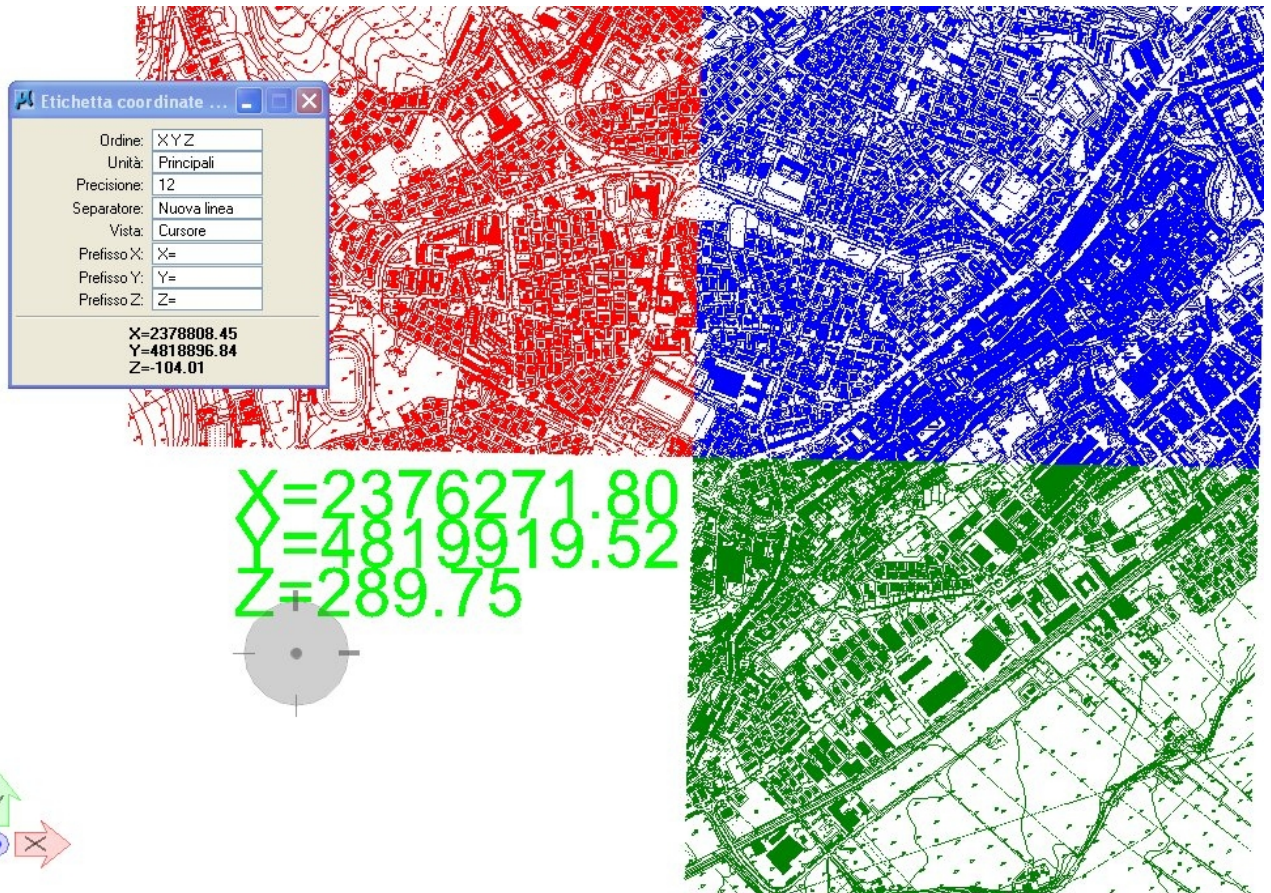 Etichetta coordinate ...
Ordine: XYZ
Unità: Principali
Precisione: 12
Separatore: Nuova linea
Vista: Cursore
Prefisso X: X=
Prefisso Y: Y=
Prefisso Z: Z=
X=2378808.45
Y=4818896.84
Z=-104.01
X=2376271.80
Y=4819919.52
Z=289.75
X